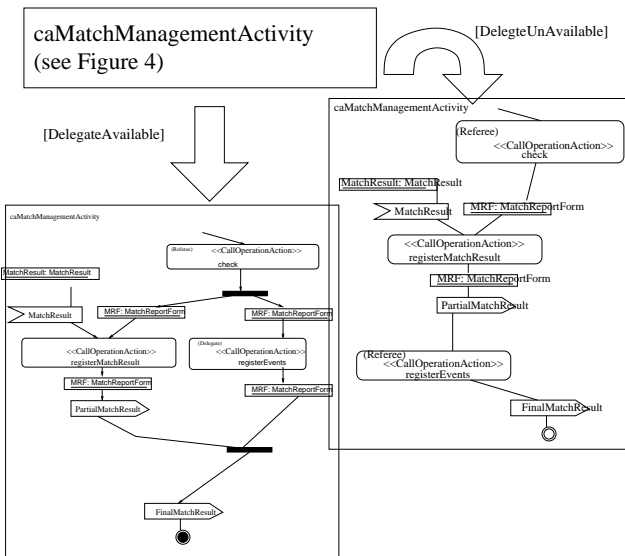 caMatchManagementActivity
(see Figure 4)
[DelegteUnAvailable]
[DelegateAvailable]
caMatchManagementActivity
(Referee)
<<CallOperationAction>>
check
MatchResult: MatchResult
MatchResult
MRF: MatchReportForm
<<CallOperationAction>>
registerMatchResult
MRF: MatchReportForm
PartialMatchResult
(Referee)
<<CallOperationAction>>
registerEvents
FinalMatchResult
caMatchManagementActivity
(Referee)
<<CallOperationAction>>
check
MatchResult: MatchResult
MatchResult
MRF: MatchReportForm
MRF: MatchReportForm
<<CallOperationAction>>
registerMatchResult
(Delegate)
<<CallOperationAction>>
registerEvents
MRF: MatchReportForm
MRF: MatchReportForm
PartialMatchResult
FinalMatchResult